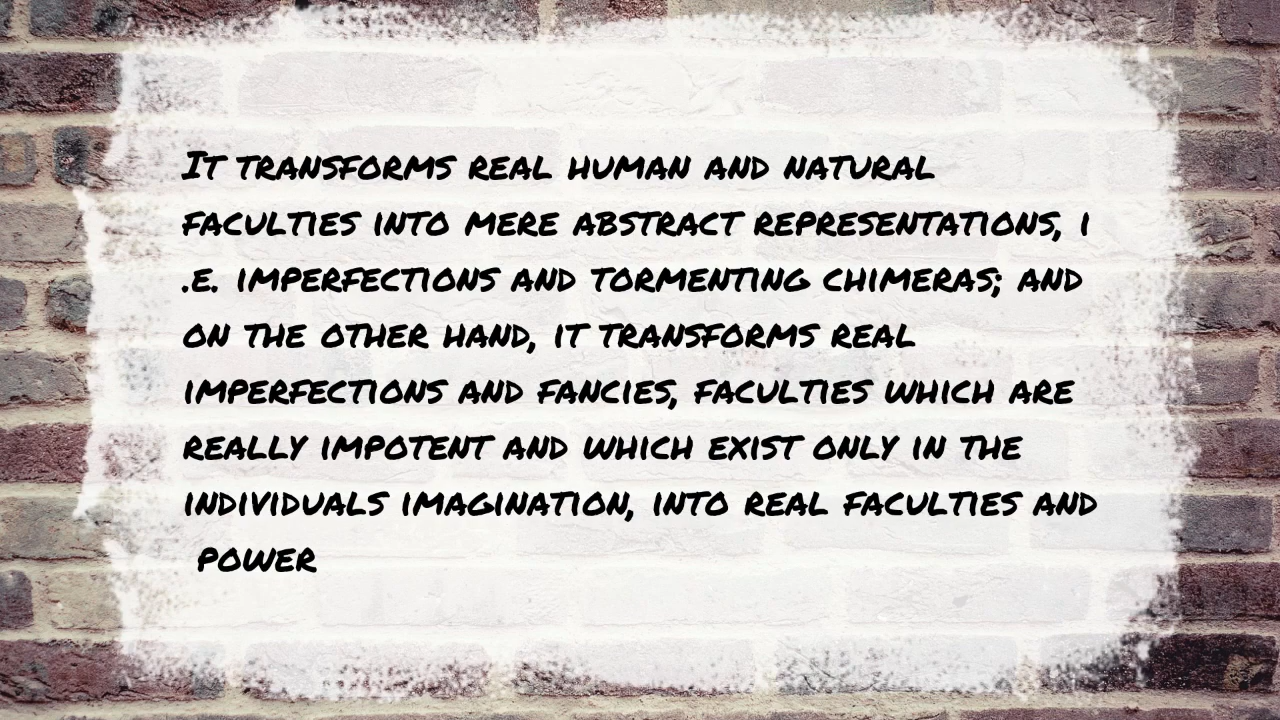 It transforms real human and natural
faculties into mere abstract representations, i
.e. imperfections and tormenting chimeras; and
on the other hand, it transforms real
imperfections and fancies, faculties which are
really impotent and which exist only in the
individuals imagination, into real faculties and
power